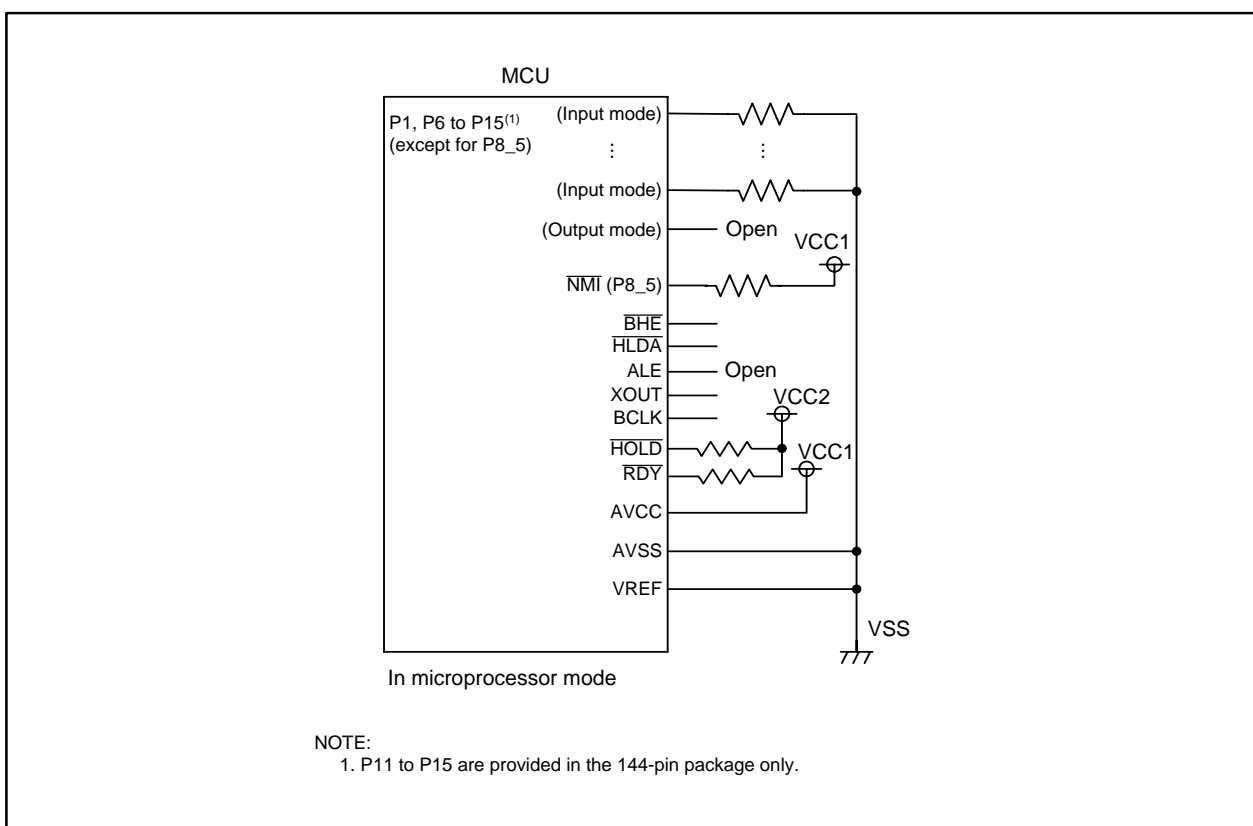 MCU
P1, P6 to P15(1)
(except for P8_5)
(Input mode)
(Input mode)
(Output mode)
Open
VCC1
NMI (P8_5)
BHE
HLDA
ALE
Open
XOUT
VCC2
BCLK
HOLD
VCC1
RDY
AVCC
AVSS
VREF
VSS
In microprocessor mode
NOTE:
1. P11 to P15 are provided in the 144-pin package only.